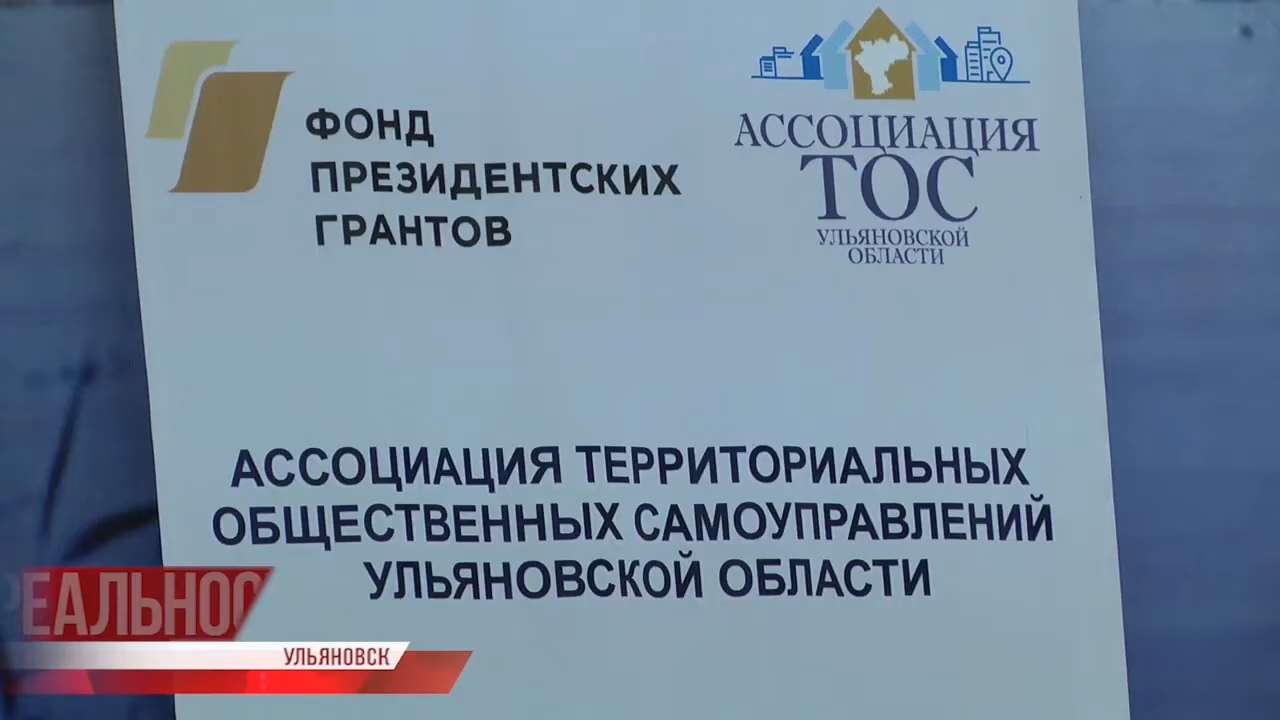 ФОНД
ПРЕЗИДЕНТСКИХ
ГРАНТОВ
АССОЦИАЦИЯ
ТОС
УЛЬЯНОВСКОЙ
ОБЛАСТИ
АССОЦИАЦИЯ ТЕРРИТОРИАЛЬНЫХ
ОБЩЕСТВЕННЫХ САМОУПРАВЛЕНИЙ
УЛЬЯНОВСКОЙ ОБЛАСТИ
УЛЬЯНОВСК